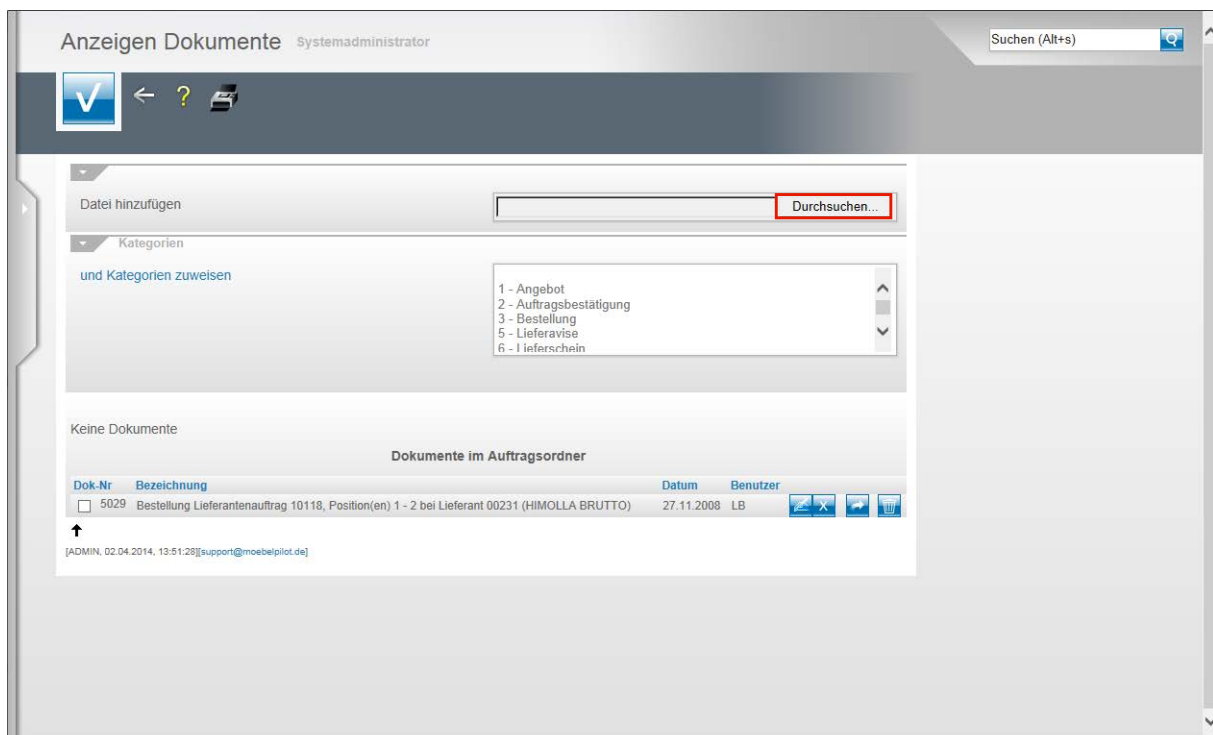 Anzeigen Dokumente Systemadministrator
Suchen (Alt+s)
Datei hinzufügen
Durchsuchen...
Kategorien
und Kategorien zuweisen
1 - Angebot
2 - Auftragsbestätigung
3 - Bestellung
5 - Lieferavise
6 - Lieferschein
Keine Dokumente
Dokumente im Auftragsordner
Dok-Nr Bezeichnung Datum Benutzer
5029 Bestellung Lieferantenauftrag 10118, Position(en) 1 - 2 bei Lieferant 00231 (HIMOLLA BRUTTO) 27.11.2008 LB
[ADMIN, 02.04.2014, 13:51:28][support@moebelpilot.de]